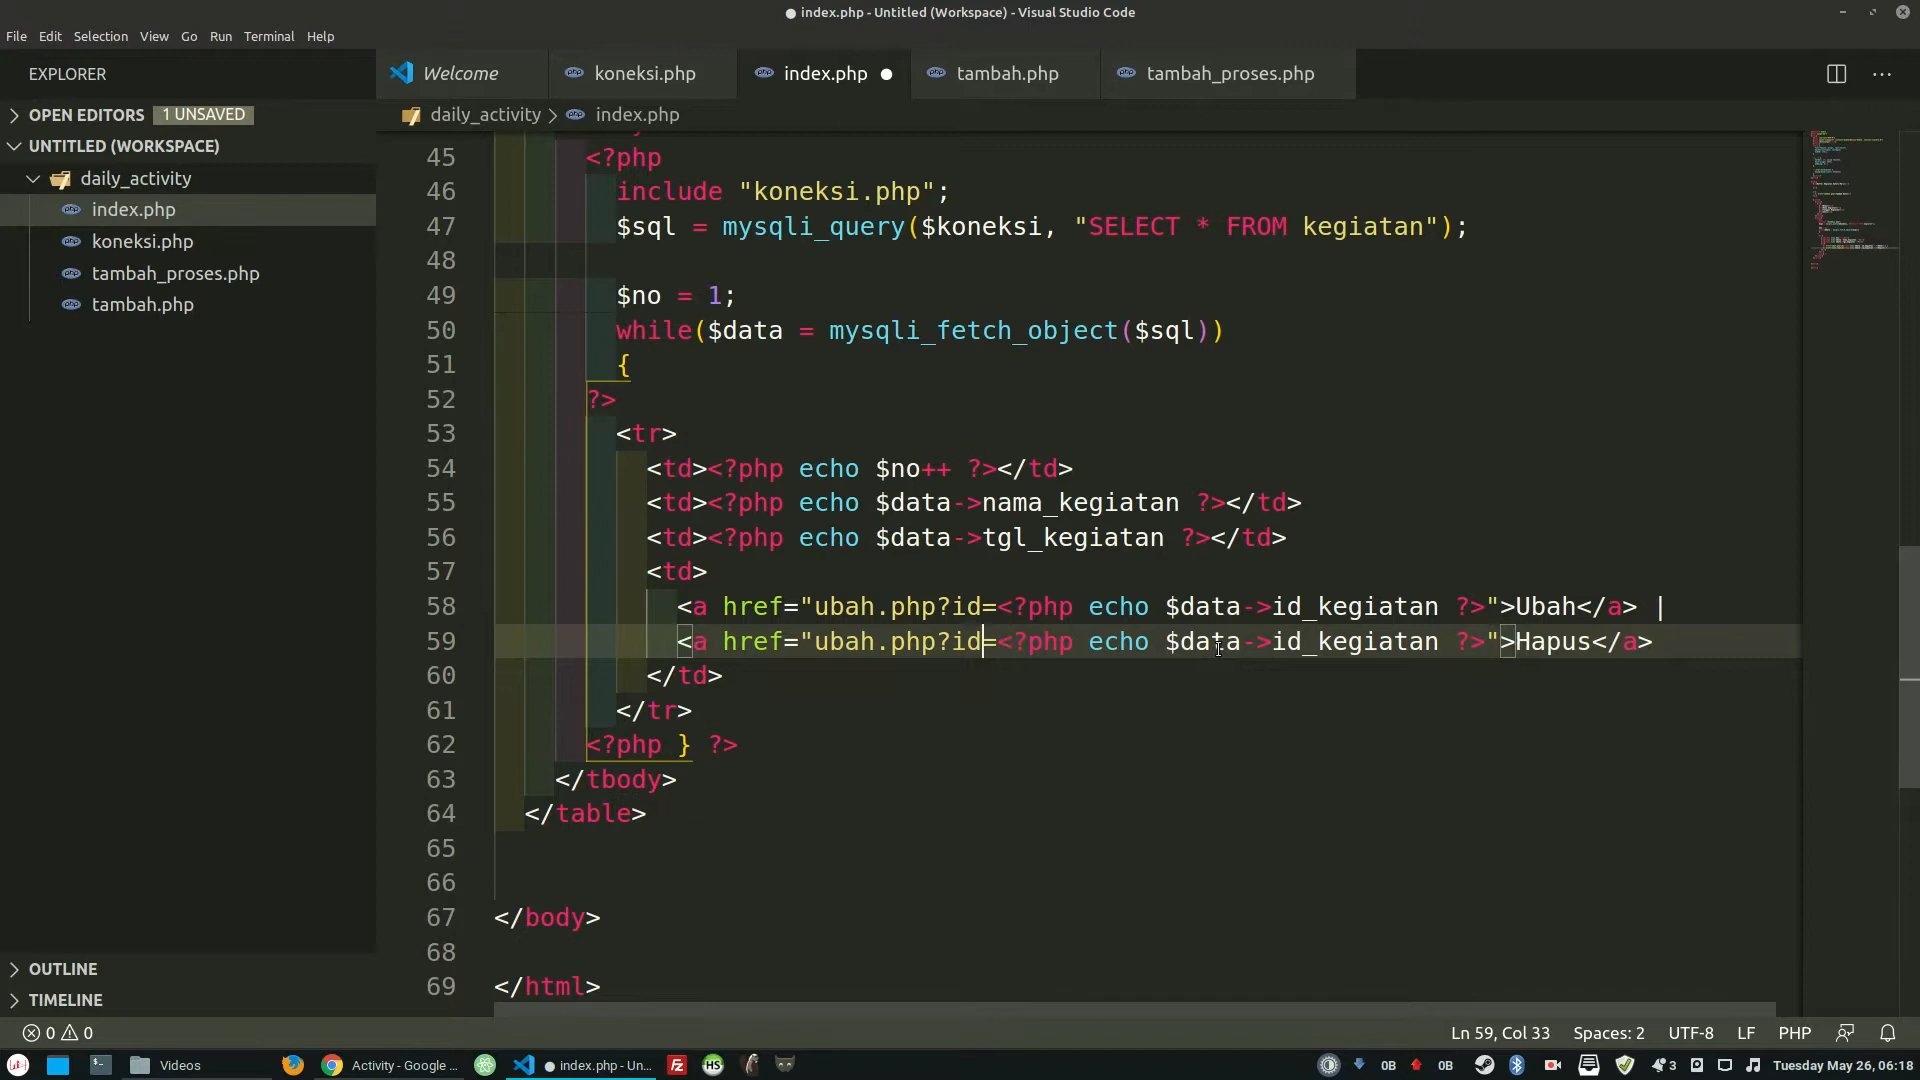 index.php - Untitled (Workspace) - Visual Studio Code
File Edit Selection View Go Run Terminal Help
EXPLORER
Welcome
koneksi.php
index.php
tambah.php
tambah_proses.php
OPEN EDITORS 1 UNSAVED
daily_activity > index.php
UNTITLED (WORKSPACE)
daily_activity
index.php
koneksi.php
tambah_proses.php
tambah.php
45 <?php
46 include "koneksi.php";
47 $sql = mysqli_query($koneksi, "SELECT * FROM kegiatan");
48
49 $no = 1;
50 while($data = mysqli_fetch_object($sql))
51 {
52 ?>
53 <tr>
54 <td><?php echo $no++ ?></td>
55 <td><?php echo $data->nama_kegiatan ?></td>
56 <td><?php echo $data->tgl_kegiatan ?></td>
57 <td>
58 <a href="ubah.php?id=<?php echo $data->id_kegiatan ?>">Ubah</a> |
59 <a href="ubah.php?id=<?php echo $data->id_kegiatan ?>">Hapus</a>
60 </td>
61 </tr>
62 <?php } ?>
63 </tbody>
64 </table>
65
66
67 </body>
68
69 </html>
OUTLINE
TIMELINE
0 0
Ln 59, Col 33 Spaces: 2 UTF-8 LF PHP
Videos
Activity - Google ...
index.php - Un...
0B 0B 3 Tuesday May 26, 06:18